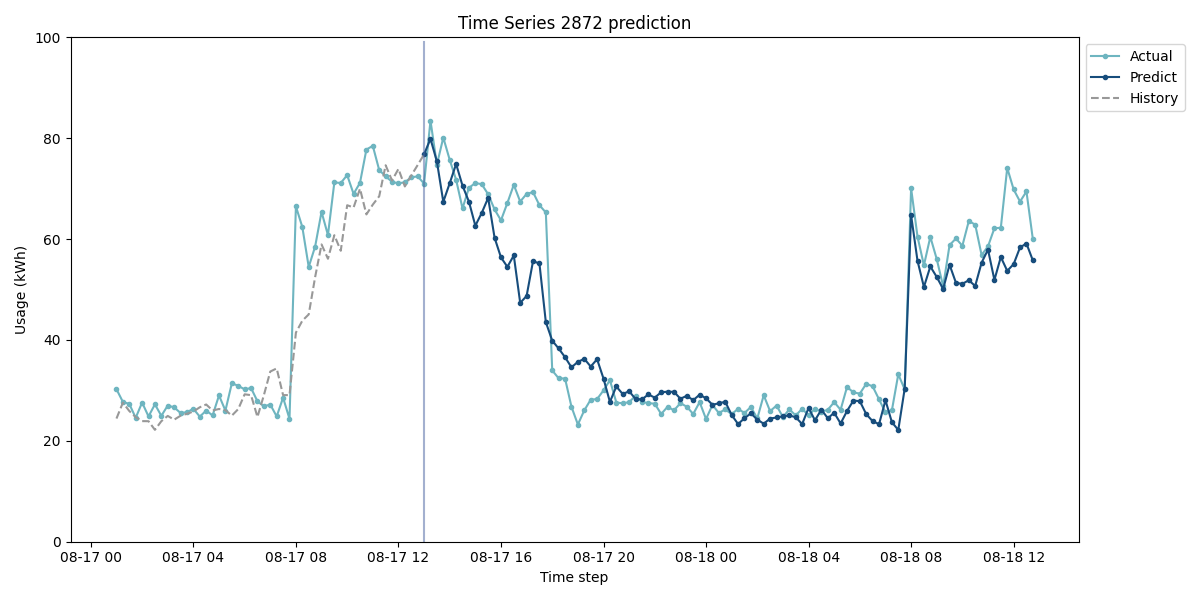 Time Series 2872 prediction
Usage (kWh)
100
80
60
40
20
0
08-17 00
08-17 04
08-17 08
08-17 12
08-17 16
08-17 20
08-18 00
08-18 04
08-18 08
08-18 12
Time step
Actual
Predict
History